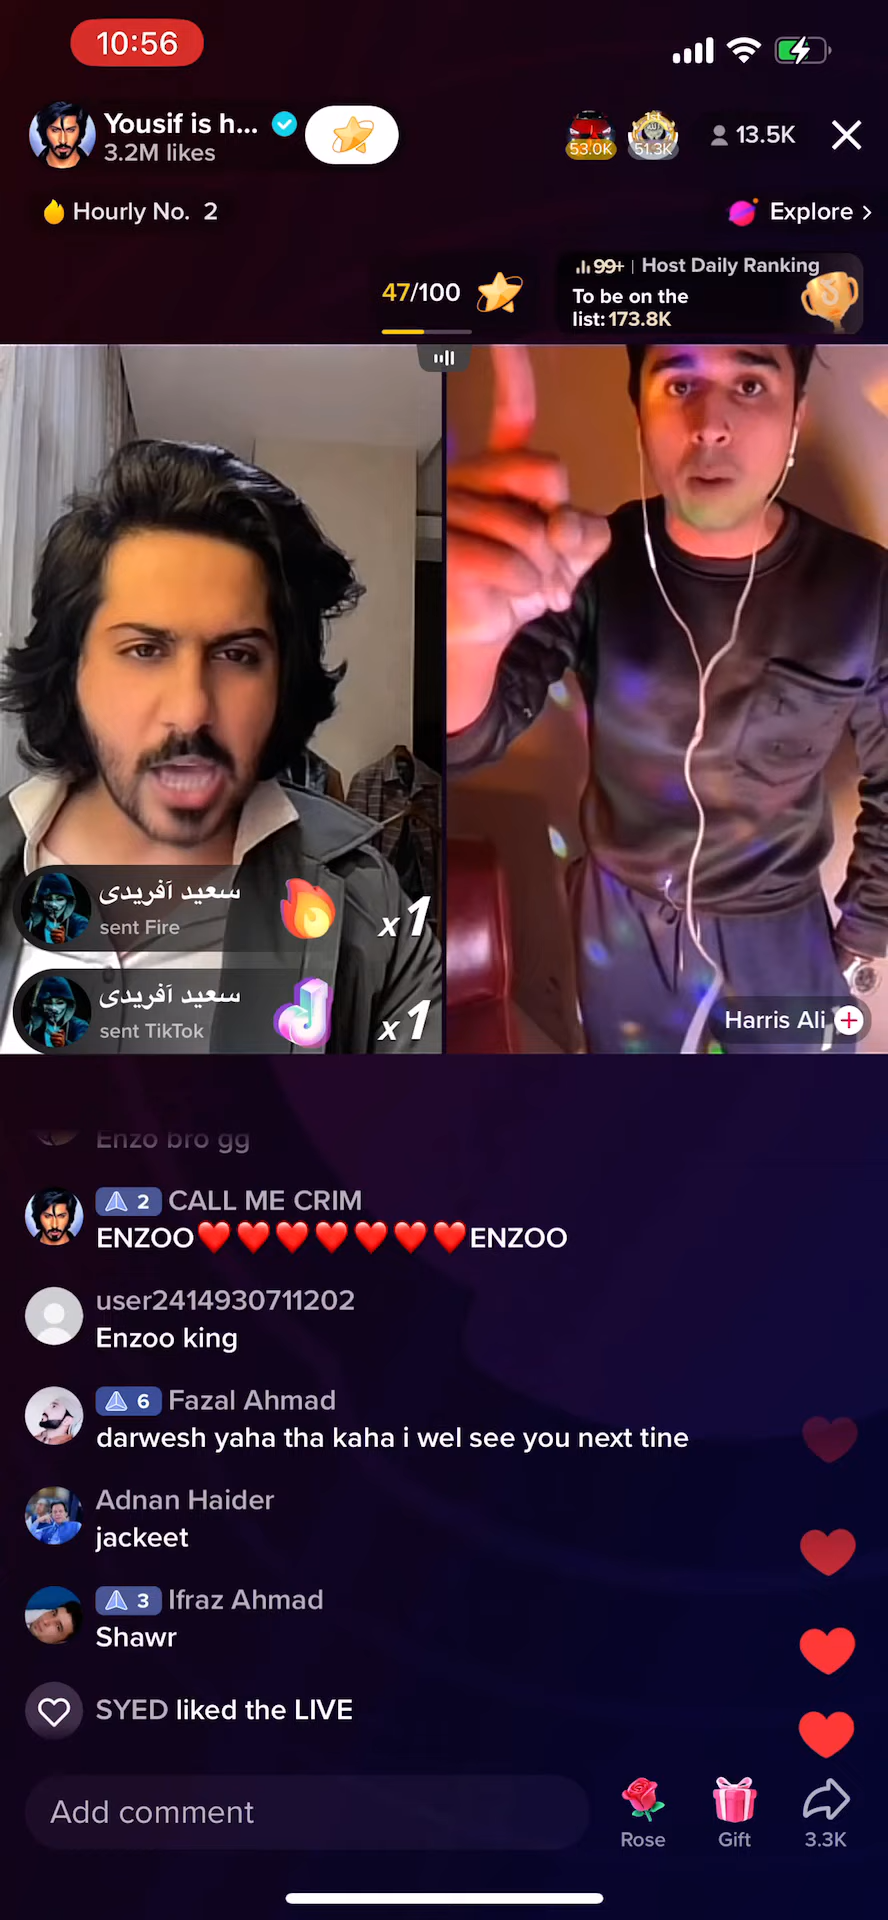 10:56
Yousif is h...
3.2M likes
53.0K
51.3K
13.5K
Hourly No. 2
Explore >
47/100
99+ | Host Daily Ranking
To be on the
list: 173.8K
سعید آفریدی
sent Fire
x1
سعید آفریدی
sent TikTok
x1
Harris Ali
Enzo bro gg
2 CALL ME CRIM
ENZOO❤️❤️❤️❤️❤️❤️❤️ENZOO
user2414930711202
Enzoo king
6 Fazal Ahmad
darwesh yaha tha kaha i wel see you next tine
Adnan Haider
jackeet
3 Ifraz Ahmad
Shawr
SYED liked the LIVE
Add comment
Rose
Gift
3.3K